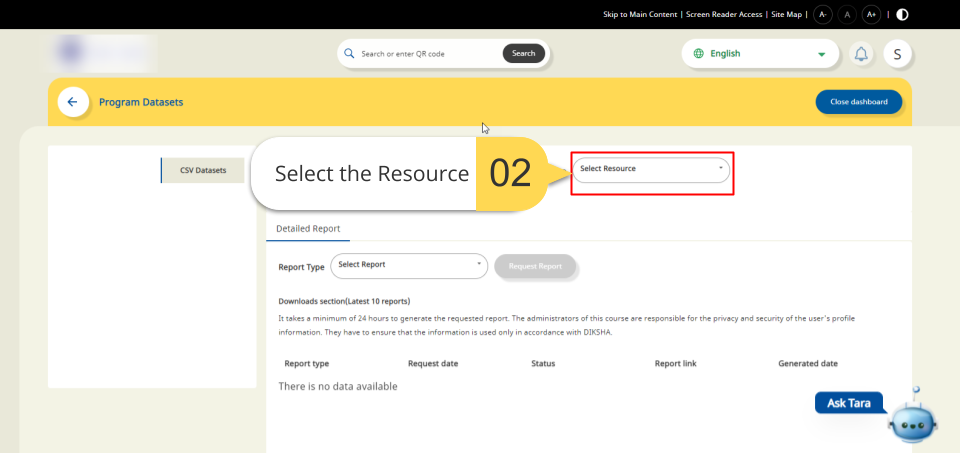 Skip to Main Content | Screen Reader Access | Site Map | A- A A+ |
Search or enter QR code Search English S
Program Datasets Close dashboard
CSV Datasets Select the Resource 02 Select Resource
Detailed Report
Report Type Select Report Request Report
Downloads section(Latest 10 reports)
It takes a minimum of 24 hours to generate the requested report. The administrators of this course are responsible for the privacy and security of the user's profile
information. They have to ensure that the information is used only in accordance with DIKSHA.
Report type Request date Status Report link Generated date
There is no data available
Ask Tara